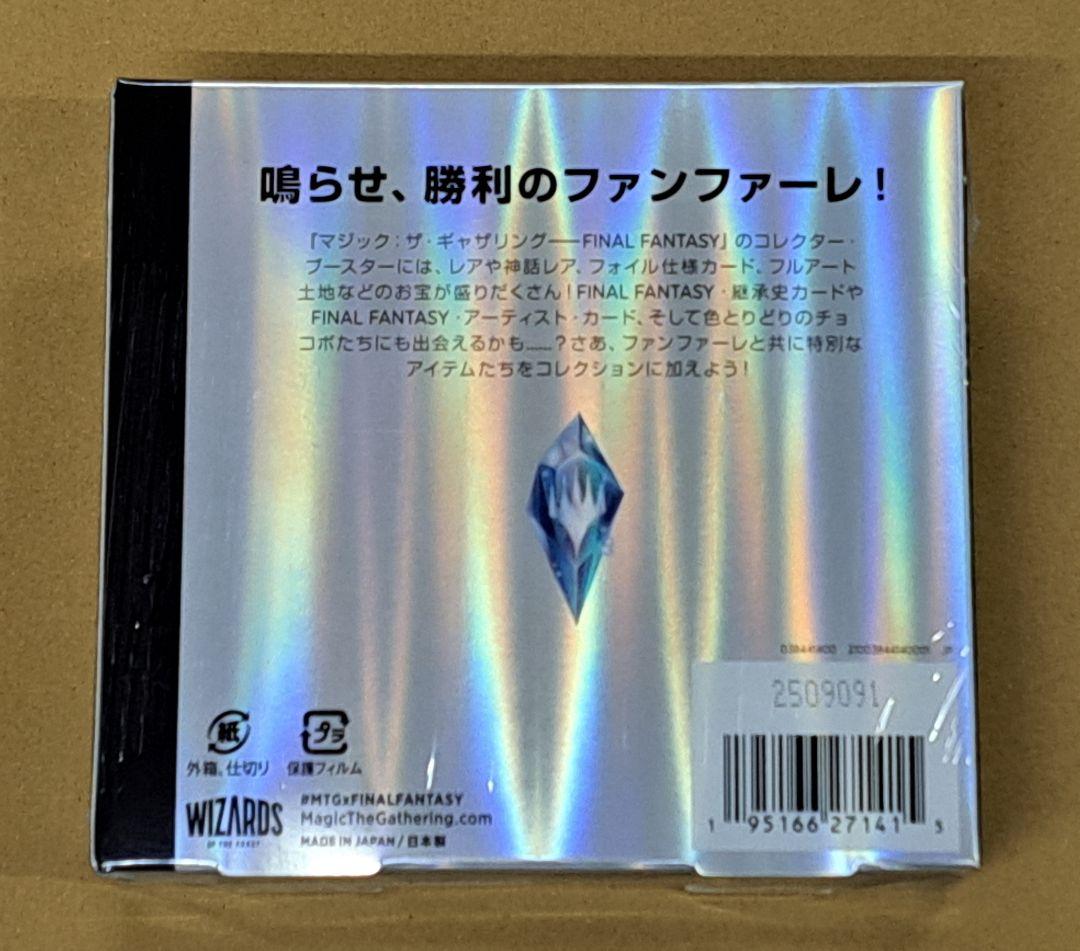 鳴らせ、勝利のファンファーレ！
『マジック：ザ・ギャザリング——FINAL FANTASY』のコレクター・
ブースターには、レアや神話レア、フォイル仕様カード、フルアート
土地などのお宝が盛りだくさん！FINAL FANTASY・継承史カードや
FINAL FANTASY・アーティスト・カード、そして色とりどりのチョ
コボたちにも出会えるかも……？さあ、ファンファーレと共に特別な
アイテムたちをコレクションに加えよう！
2509091
紙
プラ
外箱、仕切り
保護フィルム
WIZARDS
OF THE COAST
#MTGxFINALFANTASY
MagicTheGathering.com
MADE IN JAPAN / 日本製
1 95166 27141 3